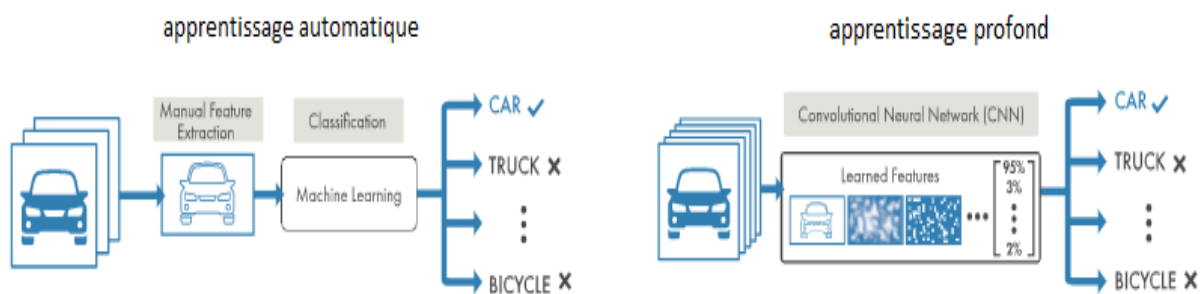 apprentissage automatique
Manual Feature
Extraction
Classification
Machine Learning
CAR ✓
TRUCK ✗
⋮
BICYCLE ✗
apprentissage profond
Convolutional Neural Network (CNN)
Learned Features
...
95%
3%
⋮
2%
CAR ✓
TRUCK ✗
⋮
BICYCLE ✗